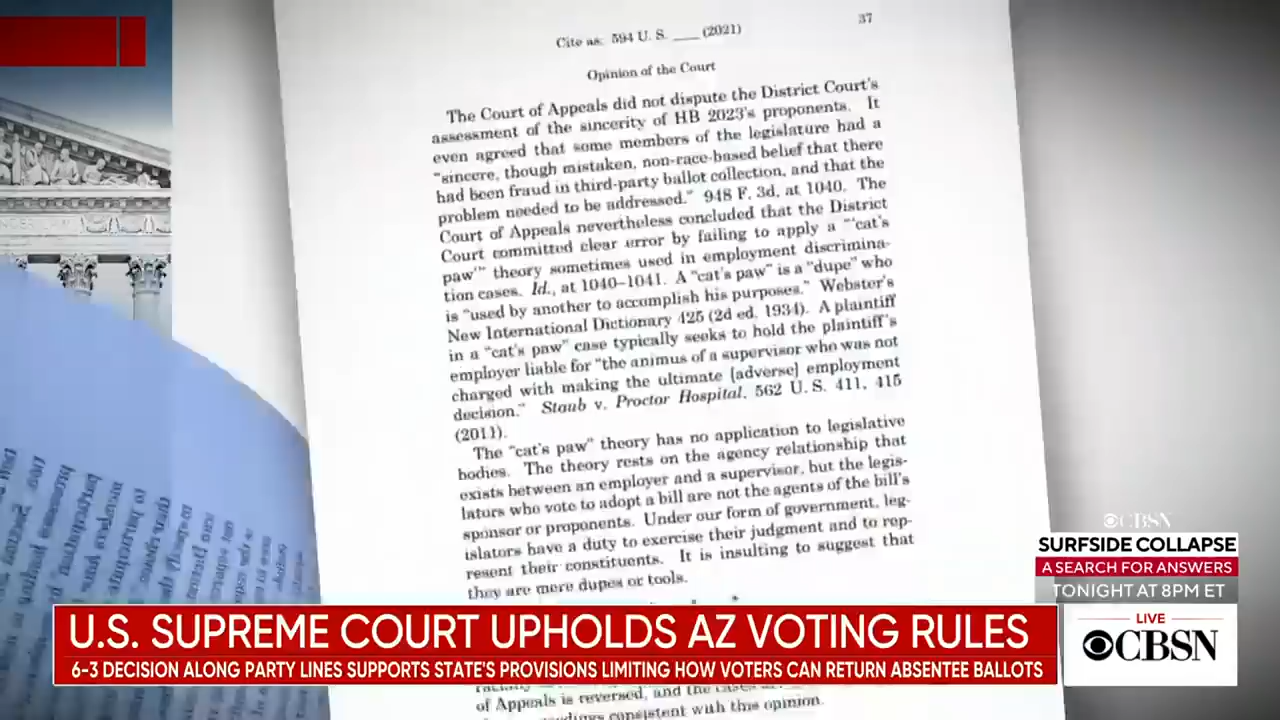 37
Cite as: 594 U. S. ___ (2021)
Opinion of the Court
The Court of Appeals did not dispute the District Court's
assessment of the sincerity of HB 2023's proponents. It
even agreed that some members of the legislature had a
"sincere, though mistaken, non-race-based belief that there
had been fraud in third-party ballot collection, and that the
problem needed to be addressed." 948 F. 3d, at 1040. The
Court of Appeals nevertheless concluded that the District
Court committed clear error by failing to apply a "'cat's
paw'" theory sometimes used in employment discrimina-
tion cases. Id., at 1040–1041. A "cat's paw" is a "dupe" who
is "used by another to accomplish his purposes." Webster's
New International Dictionary 425 (2d ed. 1934). A plaintiff
in a "cat's paw" case typically seeks to hold the plaintiff's
employer liable for "the animus of a supervisor who was not
charged with making the ultimate [adverse] employment
decision." Staub v. Proctor Hospital, 562 U. S. 411, 415
(2011).
The "cat's paw" theory has no application to legislative
bodies. The theory rests on the agency relationship that
exists between an employer and a supervisor, but the legis-
lators who vote to adopt a bill are not the agents of the bill's
sponsor or proponents. Under our form of government, leg-
islators have a duty to exercise their judgment and to rep-
resent their constituents. It is insulting to suggest that
they are mere dupes or tools.
of Appeals is reversed, and the
consistent with this opinion.
CBSN
SURFSIDE COLLAPSE
A SEARCH FOR ANSWERS
TONIGHT AT 8PM ET
U.S. SUPREME COURT UPHOLDS AZ VOTING RULES
6-3 DECISION ALONG PARTY LINES SUPPORTS STATE'S PROVISIONS LIMITING HOW VOTERS CAN RETURN ABSENTEE BALLOTS
LIVE
CBSN